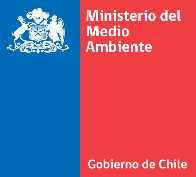 Ministerio del
Medio
Ambiente
Gobierno de Chile